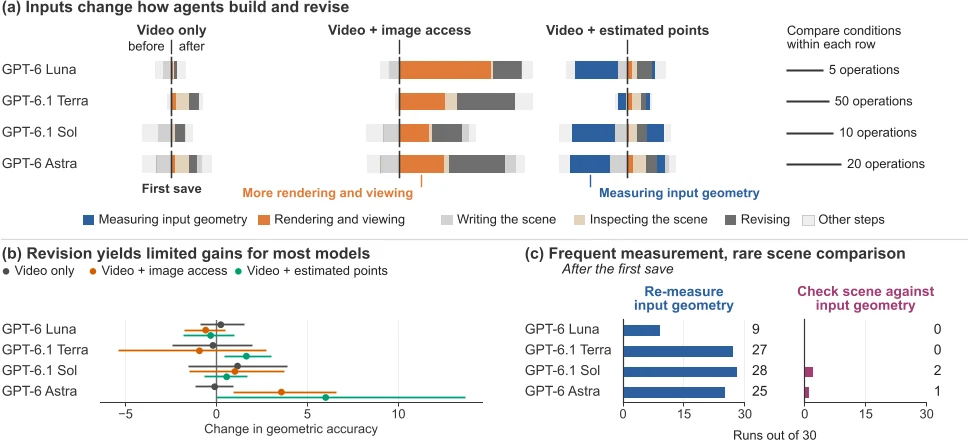 (a) Inputs change how agents build and revise
Video only
before after
Video + image access
Video + estimated points
Compare conditions
within each row
GPT-6 Luna
5 operations
GPT-6.1 Terra
50 operations
GPT-6.1 Sol
10 operations
GPT-6 Astra
20 operations
First save
More rendering and viewing
Measuring input geometry
Measuring input geometry
Rendering and viewing
Writing the scene
Inspecting the scene
Revising
Other steps
(b) Revision yields limited gains for most models
Video only
Video + image access
Video + estimated points
GPT-6 Luna
GPT-6.1 Terra
GPT-6.1 Sol
GPT-6 Astra
−5 0 5 10
Change in geometric accuracy
(c) Frequent measurement, rare scene comparison
After the first save
Re-measure
input geometry
Check scene against
input geometry
GPT-6 Luna 9 0
GPT-6.1 Terra 27 0
GPT-6.1 Sol 28 2
GPT-6 Astra 25 1
0 15 30
0 15 30
Runs out of 30